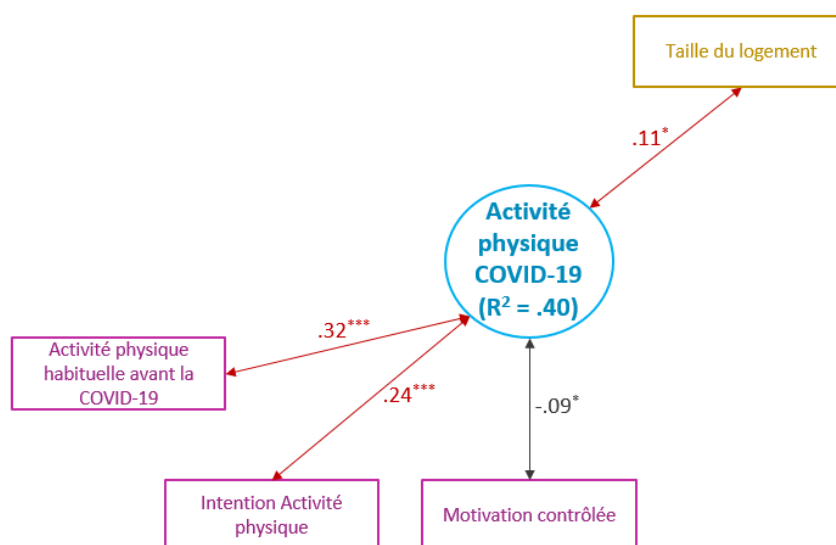 Taille du logement
.11*
Activité
physique
COVID-19
(R² = .40)
.32***
Activité physique
habituelle avant la
COVID-19
.24***
-.09*
Intention Activité
physique
Motivation contrôlée